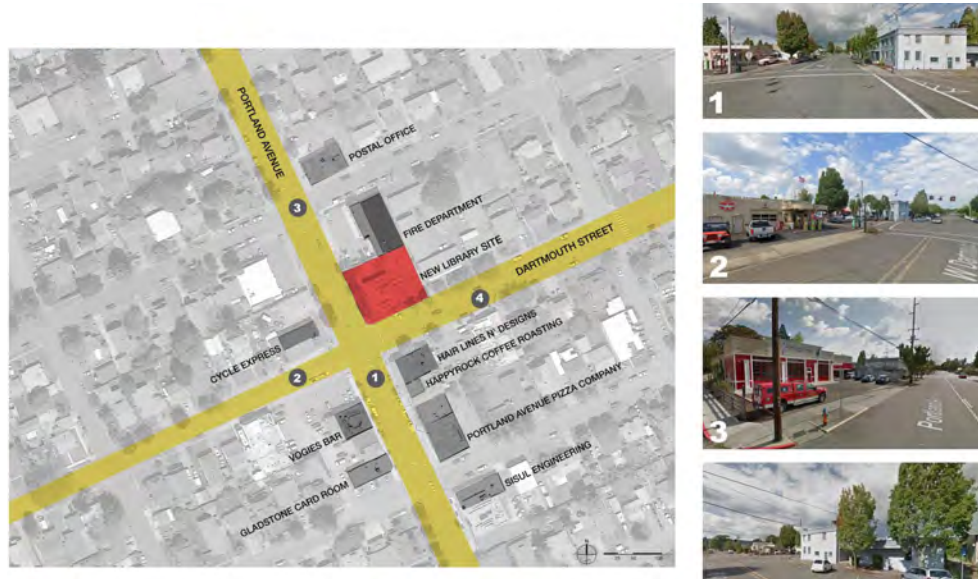 PORTLAND AVENUE
POSTAL OFFICE
3
FIRE DEPARTMENT
NEW LIBRARY SITE
DARTMOUTH STREET
4
HAIR LINES N' DESIGNS
HAPPYROCK COFFEE ROASTING
CYCLE EXPRESS
2
1
PORTLAND AVENUE PIZZA COMPANY
VOGIES BAR
GLADSTONE CARD ROOM
SISUL ENGINEERING
N
1
2
3